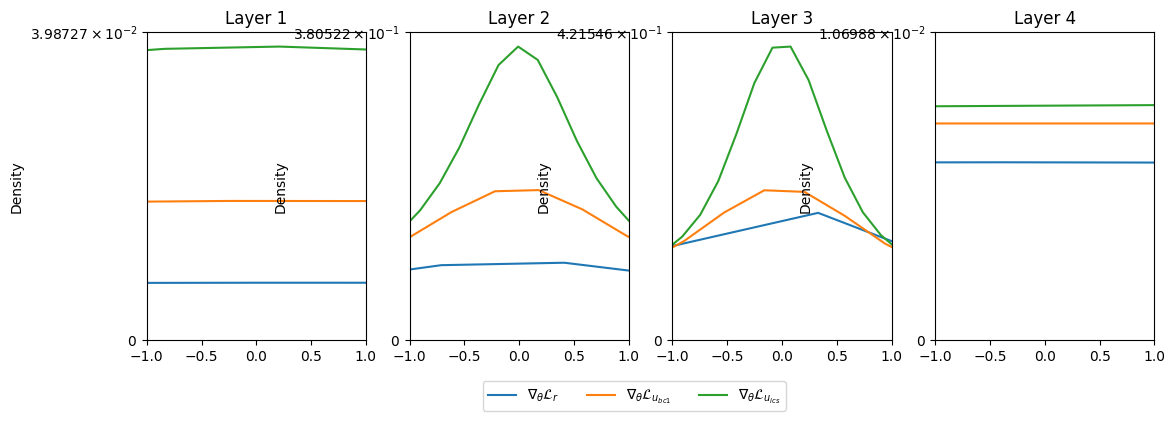 Layer 1
Layer 2
Layer 3
Layer 4
3.98727 × 10⁻²
3.80522 × 10⁻¹
4.21546 × 10⁻¹
1.06988 × 10⁻²
Density
Density
Density
Density
0
0
0
0
−1.0 −0.5 0.0 0.5 1.0
−1.0 −0.5 0.0 0.5 1.0
−1.0 −0.5 0.0 0.5 1.0
−1.0 −0.5 0.0 0.5 1.0
∇θℒr ∇θℒu_bc1 ∇θℒu_ics